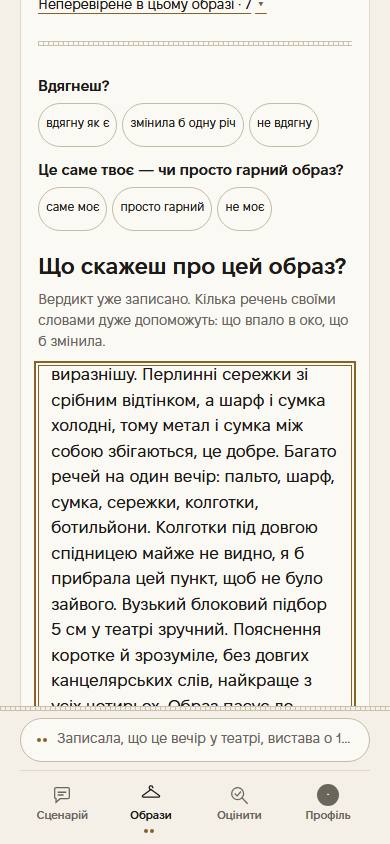 Неперевірене в цьому образі · 7
Вдягнеш?
вдягну як є
змінила б одну річ
не вдягну
Це саме твоє — чи просто гарний образ?
саме моє
просто гарний
не моє
Що скажеш про цей образ?
Вердикт уже записано. Кілька речень своїми
словами дуже допоможуть: що впало в око, що
б змінила.
виразнішу. Перлинні сережки зі
срібним відтінком, а шарф і сумка
холодні, тому метал і сумка між
собою збігаються, це добре. Багато
речей на один вечір: пальто, шарф,
сумка, сережки, колготки,
ботильйони. Колготки під довгою
спідницею майже не видно, я б
прибрала цей пункт, щоб не було
зайвого. Вузький блоковий підбор
5 см у театрі зручний. Пояснення
коротке й зрозуміле, без довгих
канцелярських слів, найкраще з
усіх чотирьох. Образ пасує до
Записала, що це вечір у театрі, вистава о 1...
Сценарій
Образи
Оцінити
Профіль